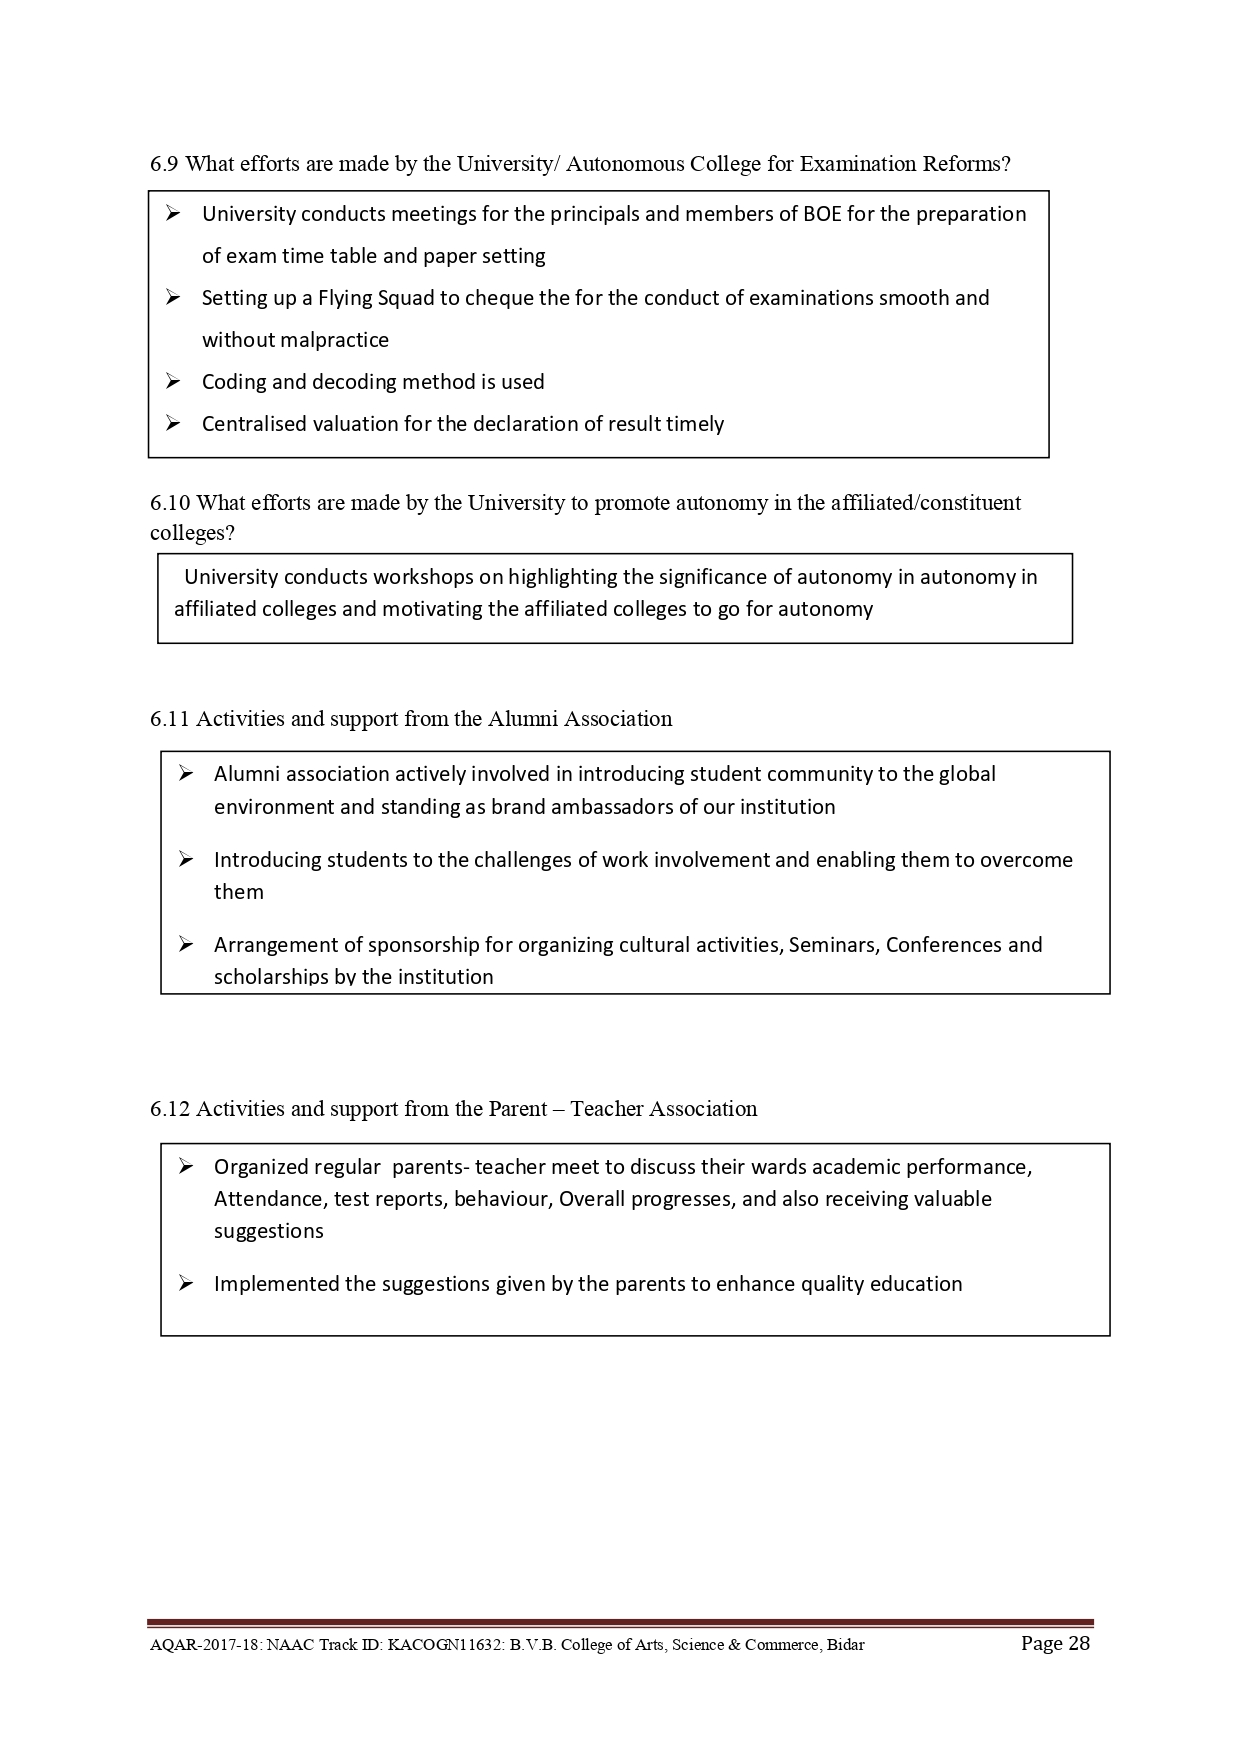 6.9 What efforts are made by the University/ Autonomous College for Examination Reforms?
➢ University conducts meetings for the principals and members of BOE for the preparation
of exam time table and paper setting
➢ Setting up a Flying Squad to cheque the for the conduct of examinations smooth and
without malpractice
➢ Coding and decoding method is used
➢ Centralised valuation for the declaration of result timely
6.10 What efforts are made by the University to promote autonomy in the affiliated/constituent
colleges?
University conducts workshops on highlighting the significance of autonomy in autonomy in
affiliated colleges and motivating the affiliated colleges to go for autonomy
6.11 Activities and support from the Alumni Association
➢ Alumni association actively involved in introducing student community to the global
environment and standing as brand ambassadors of our institution
➢ Introducing students to the challenges of work involvement and enabling them to overcome
them
➢ Arrangement of sponsorship for organizing cultural activities, Seminars, Conferences and
scholarships by the institution
6.12 Activities and support from the Parent – Teacher Association
➢ Organized regular parents- teacher meet to discuss their wards academic performance,
Attendance, test reports, behaviour, Overall progresses, and also receiving valuable
suggestions
➢ Implemented the suggestions given by the parents to enhance quality education
AQAR-2017-18: NAAC Track ID: KACOGN11632: B.V.B. College of Arts, Science & Commerce, Bidar Page 28